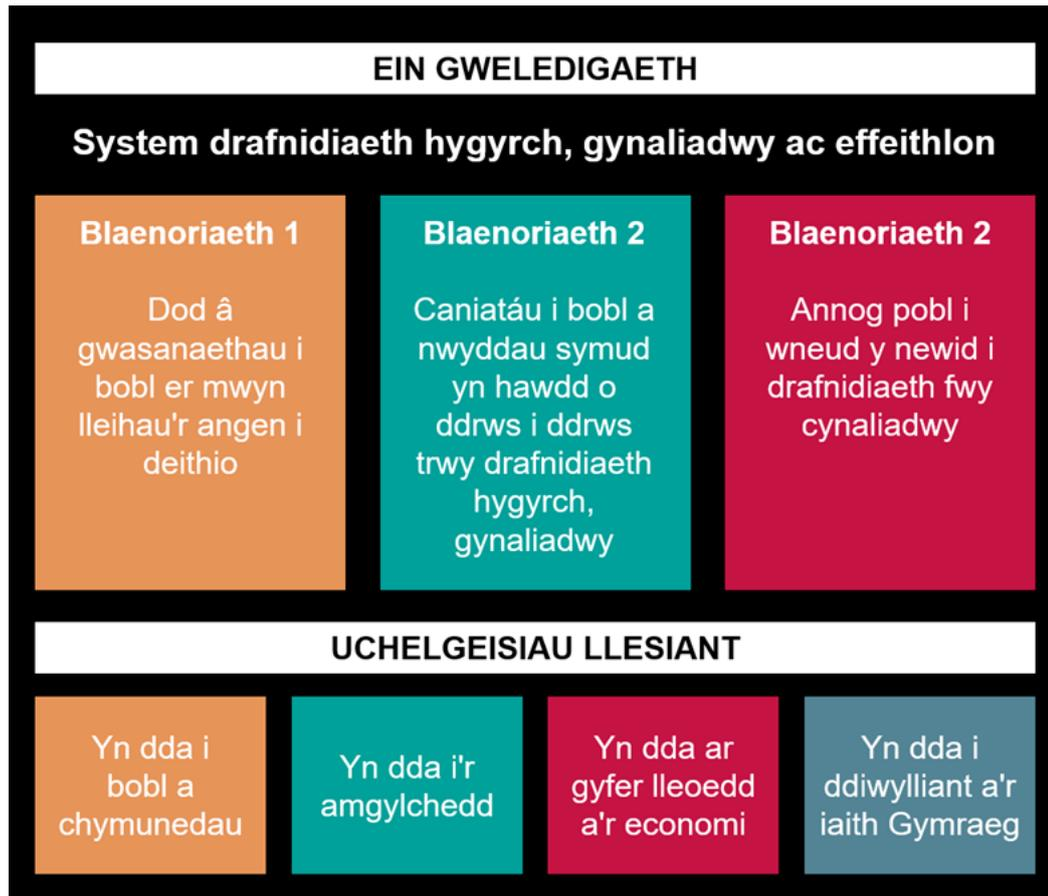 EIN GWELEDIGAETH
System drafnidiaeth hygyrch, gynaliadwy ac effeithlon
Blaenoriaeth 1
Dod â
gwasanaethau i
bobl er mwyn
lleihau'r angen i
deithio
Blaenoriaeth 2
Caniatáu i bobl a
nwyddau symud
yn hawdd o
ddrws i ddrws
trwy drafnidiaeth
hygyrch,
gynaliadwy
Blaenoriaeth 2
Annog pobl i
wneud y newid i
drafnidiaeth fwy
cynaliadwy
UCHELGEISIAU LLESIANT
Yn dda i
bobl a
chymunedau
Yn dda i'r
amgylchedd
Yn dda ar
gyfer lleoedd
a'r economi
Yn dda i
ddiwylliant a'r
iaith Gymraeg